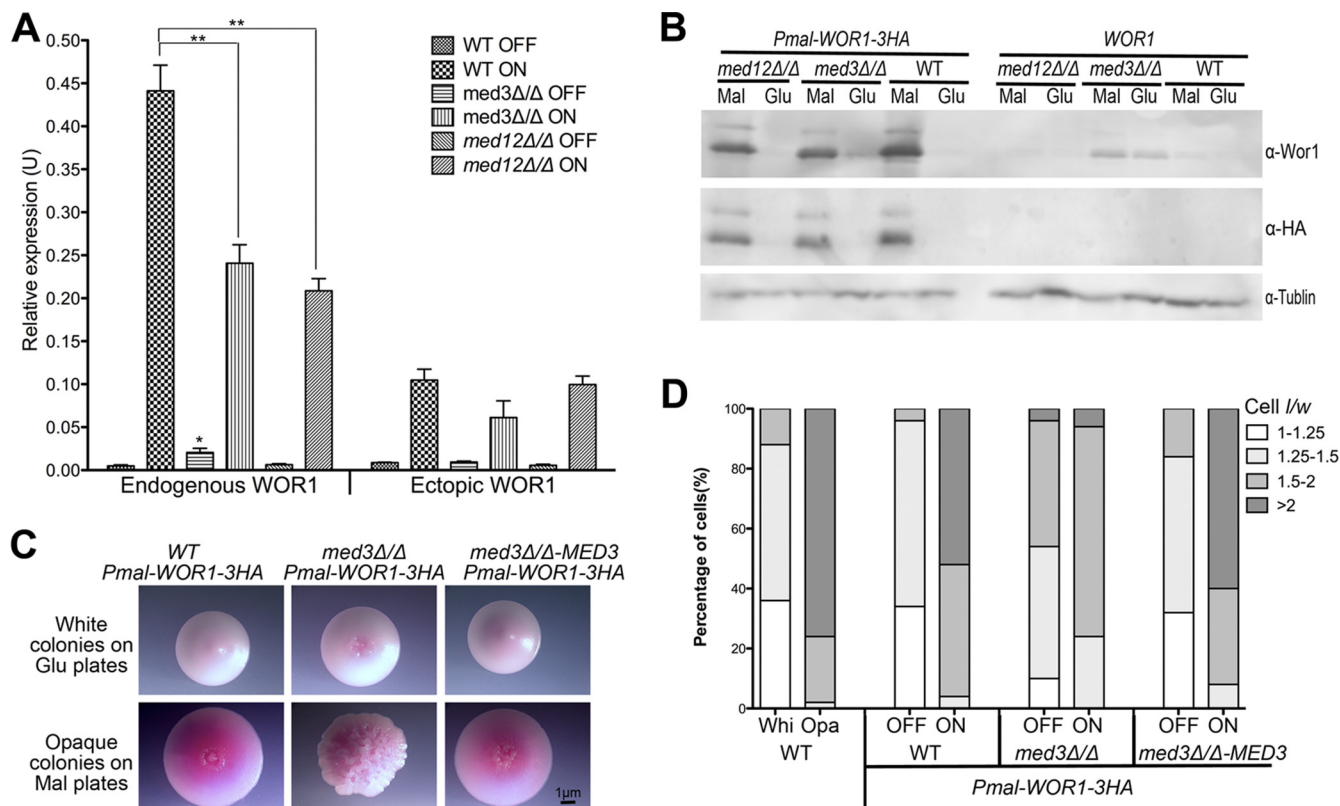 A
Relative expression (U)
0.50
0.45
0.40
0.35
0.30
0.25
0.20
0.15
0.10
0.05
0.00
**
**
*
WT OFF
WT ON
med3Δ/Δ OFF
med3Δ/Δ ON
med12Δ/Δ OFF
med12Δ/Δ ON
Endogenous WOR1
Ectopic WOR1
B
Pmal-WOR1-3HA WOR1
med12Δ/Δ med3Δ/Δ WT med12Δ/Δ med3Δ/Δ WT
Mal Glu Mal Glu Mal Glu Mal Glu Mal Glu Mal Glu
α-Wor1
α-HA
α-Tublin
C
WT med3Δ/Δ med3Δ/Δ-MED3
Pmal-WOR1-3HA Pmal-WOR1-3HA Pmal-WOR1-3HA
White
colonies on
Glu plates
Opaque
colonies on
Mal plates
1μm
D
Percentage of cells(%)
100
80
60
40
20
0
Cell l/w
1-1.25
1.25-1.5
1.5-2
>2
Whi Opa OFF ON OFF ON OFF ON
WT WT med3Δ/Δ med3Δ/Δ-MED3
Pmal-WOR1-3HA